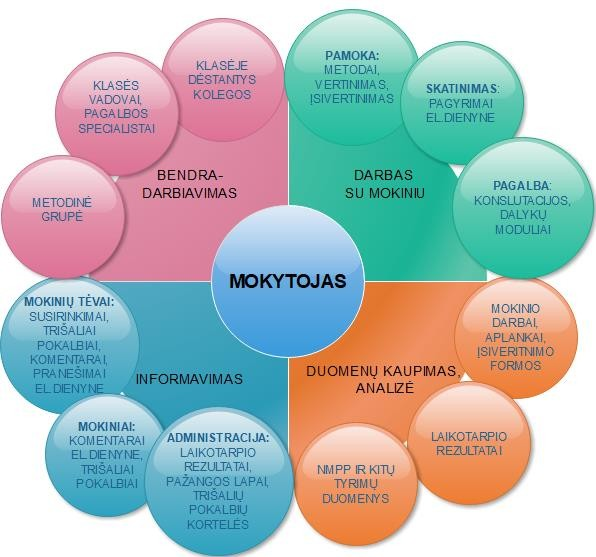 KLASĖJE
DĖSTANTYS
KOLEGOS
KLASĖS
VADOVAI,
PAGALBOS
SPECIALISTAI
METODINĖ
GRUPĖ
BENDRA-
DARBIAVIMAS
PAMOKA:
METODAI,
VERTINIMAS,
ĮSIVERTINIMAS
SKATINIMAS:
PAGYRIMAI
EL.DIENYNE
PAGALBA:
KONSLUTACIJOS,
DALYKŲ
MODULIAI
DARBAS
SU MOKINIU
MOKYTOJAS
MOKINIŲ TĖVAI:
SUSIRINKIMAI,
TRIŠALIAI
POKALBIAI,
KOMENTARAI,
PRANEŠIMAI
EL.DIENYNE
INFORMAVIMAS
MOKINIAI:
KOMENTARAI
EL.DIENYNE,
TRIŠALIAI
POKALBIAI
ADMINISTRACIJA:
LAIKOTARPIO
REZULTATAI,
PAŽANGOS LAPAI,
TRIŠALIŲ
POKALBIŲ
KORTELĖS
DUOMENŲ KAUPIMAS,
ANALIZĖ
MOKINIO
DARBAI,
APLANKAI,
ĮSIVERITNIMO
FORMOS
LAIKOTARPIO
REZULTATAI
NMPP IR KITŲ
TYRIMŲ
DUOMENYS